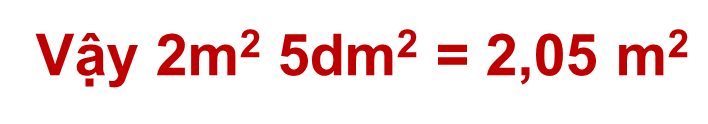 Vậy 2m² 5dm² = 2,05 m²